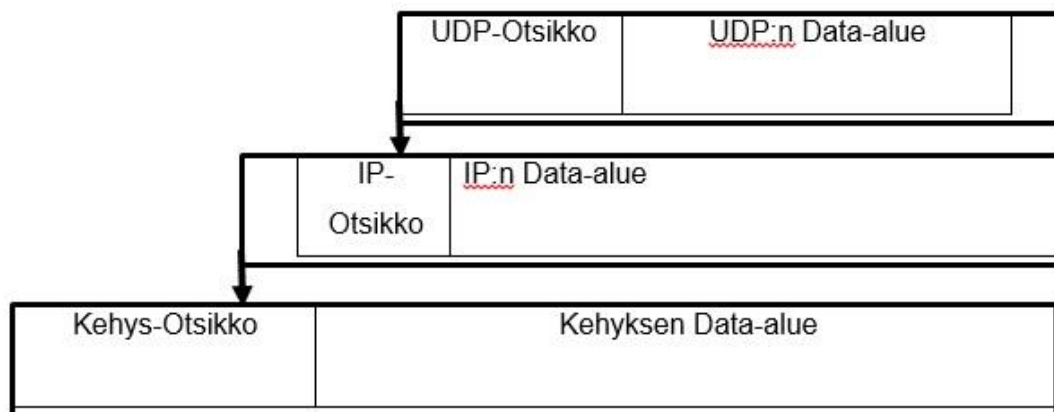 UDP-Otsikko UDP:n Data-alue
IP- IP:n Data-alue
Otsikko
Kehys-Otsikko Kehyksen Data-alue